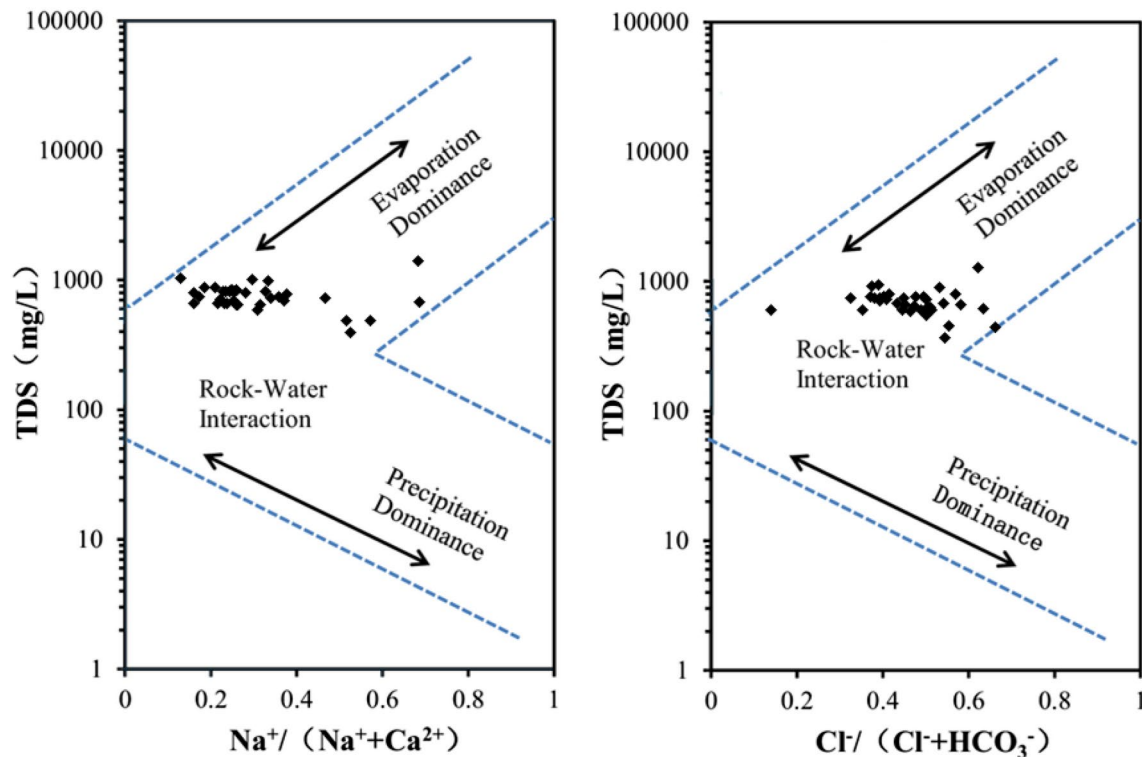 100000
10000
1000
100
10
1
TDS（mg/L）
Evaporation
Dominance
Rock-Water
Interaction
Precipitation
Dominance
0
0.2
0.4
0.6
0.8
1
Na⁺/（Na⁺+Ca²⁺）
100000
10000
1000
100
10
1
TDS（mg/L）
Evaporation
Dominance
Rock-Water
Interaction
Precipitation
Dominance
0
0.2
0.4
0.6
0.8
1
Cl⁻/（Cl⁻+HCO₃⁻）